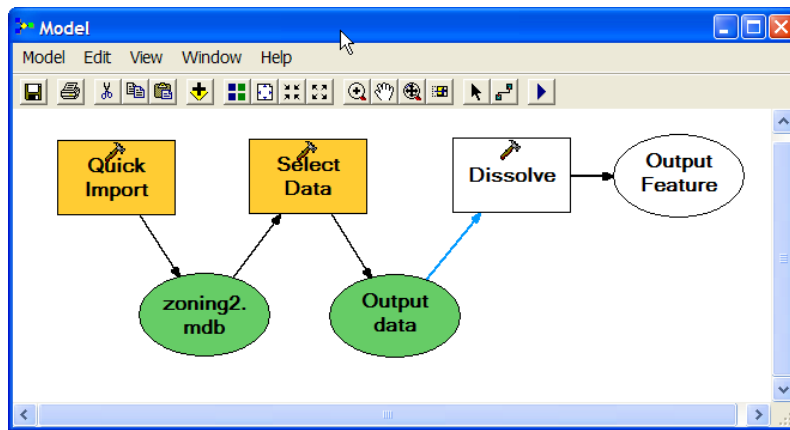 Model
Model Edit View Window Help
Quick
Import
Select
Data
Dissolve
Output
Feature
zoning2.
mdb
Output
data